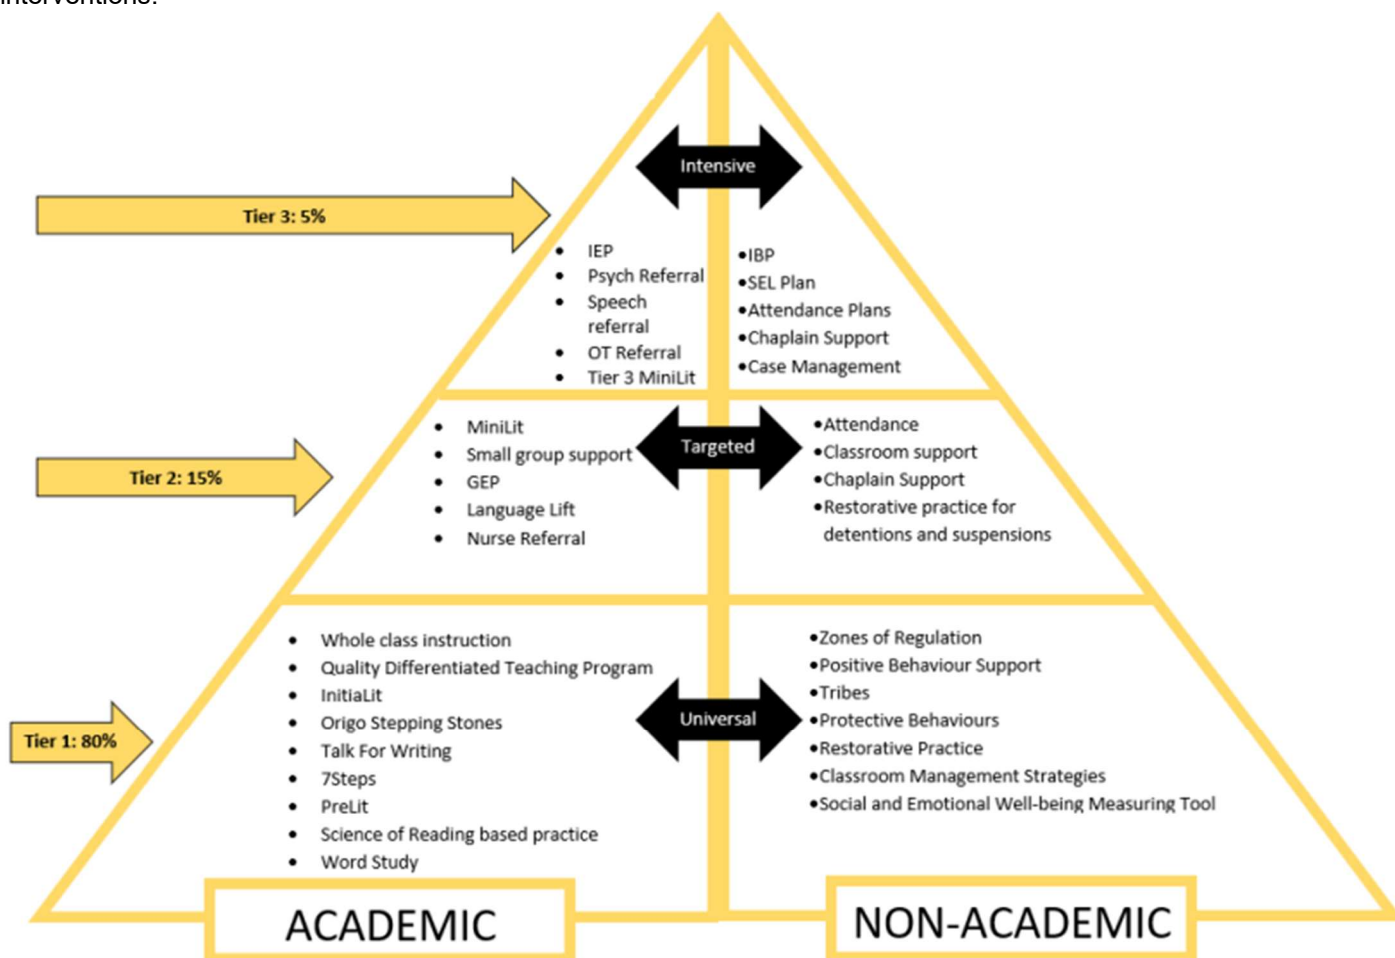 interventions.
Intensive
Tier 3: 5%
• IEP
• Psych Referral
• Speech
referral
• OT Referral
• Tier 3 MiniLit
•IBP
•SEL Plan
•Attendance Plans
•Chaplain Support
•Case Management
Targeted
Tier 2: 15%
• MiniLit
• Small group support
• GEP
• Language Lift
• Nurse Referral
•Attendance
•Classroom support
•Chaplain Support
•Restorative practice for
detentions and suspensions
Universal
Tier 1: 80%
• Whole class instruction
• Quality Differentiated Teaching Program
• InitiaLit
• Origo Stepping Stones
• Talk For Writing
• 7Steps
• PreLit
• Science of Reading based practice
• Word Study
•Zones of Regulation
•Positive Behaviour Support
•Tribes
•Protective Behaviours
•Restorative Practice
•Classroom Management Strategies
•Social and Emotional Well-being Measuring Tool
ACADEMIC
NON-ACADEMIC